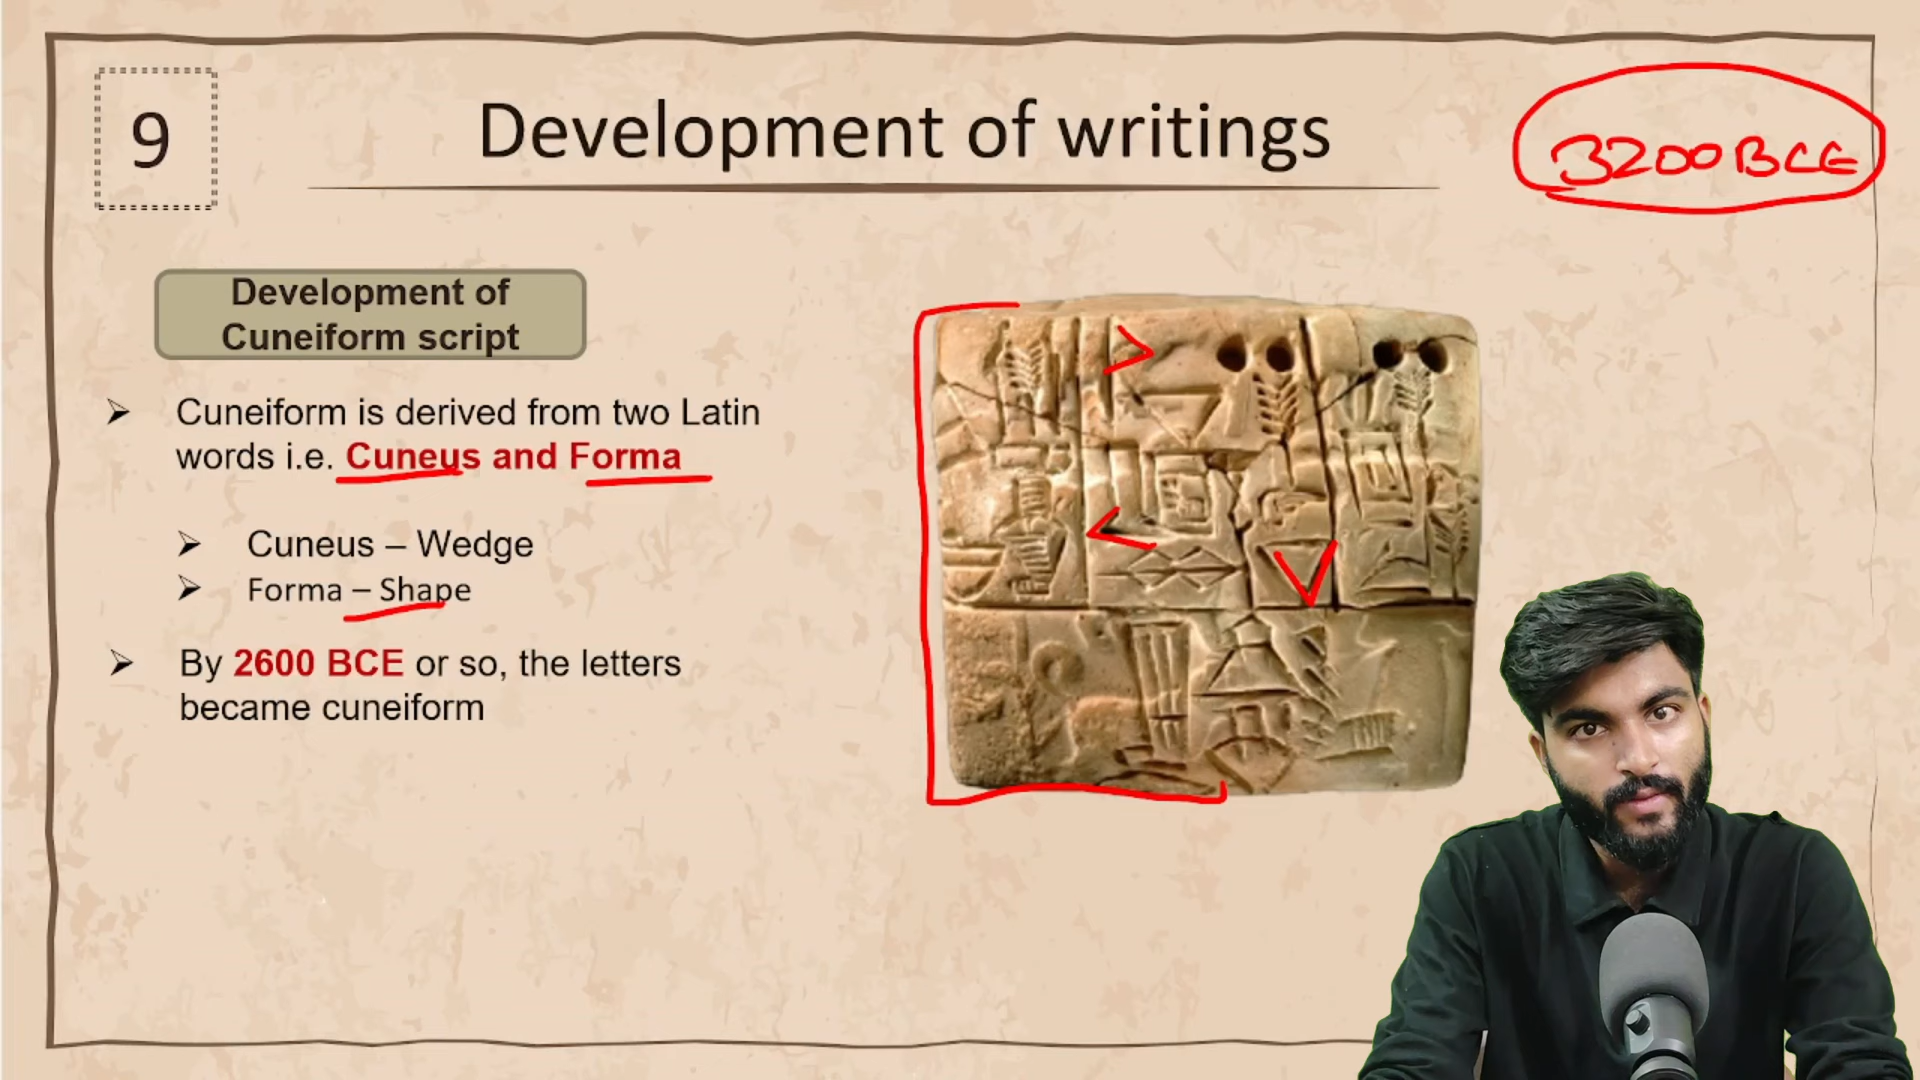 9
Development of writings
3200 BCE
Development of
Cuneiform script
Cuneiform is derived from two Latin
words i.e. Cuneus and Forma
Cuneus – Wedge
Forma – Shape
By 2600 BCE or so, the letters
became cuneiform